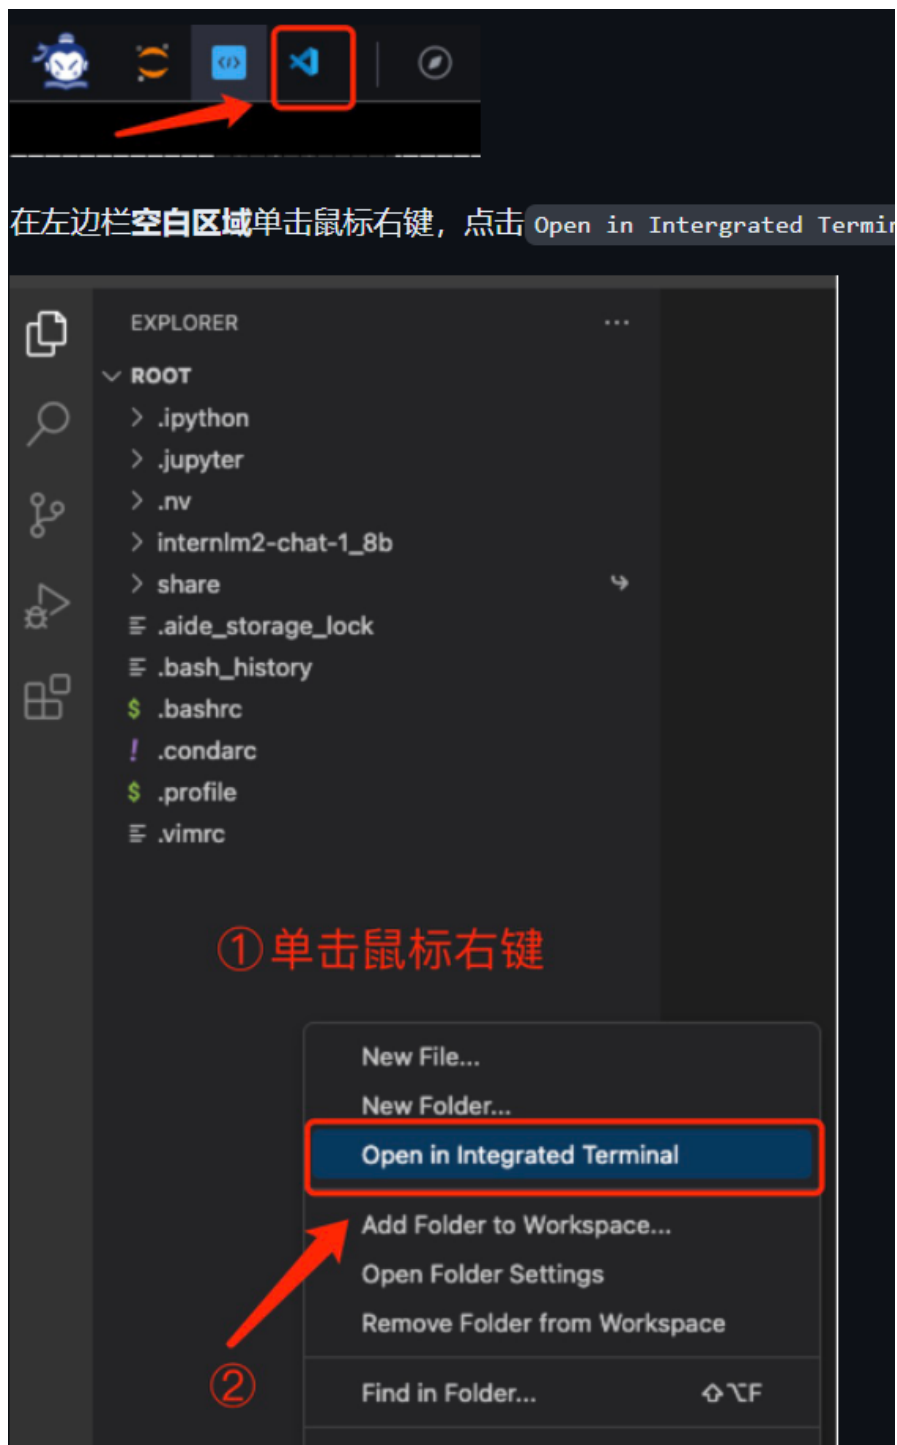 在左边栏空白区域单击鼠标右键，点击 Open in Intergrated Termin
EXPLORER
ROOT
.ipython
.jupyter
.nv
internlm2-chat-1_8b
share
.aide_storage_lock
.bash_history
$ .bashrc
! .condarc
$ .profile
.vimrc
①单击鼠标右键
New File...
New Folder...
Open in Integrated Terminal
Add Folder to Workspace...
Open Folder Settings
Remove Folder from Workspace
②
Find in Folder... ⇧⌥F